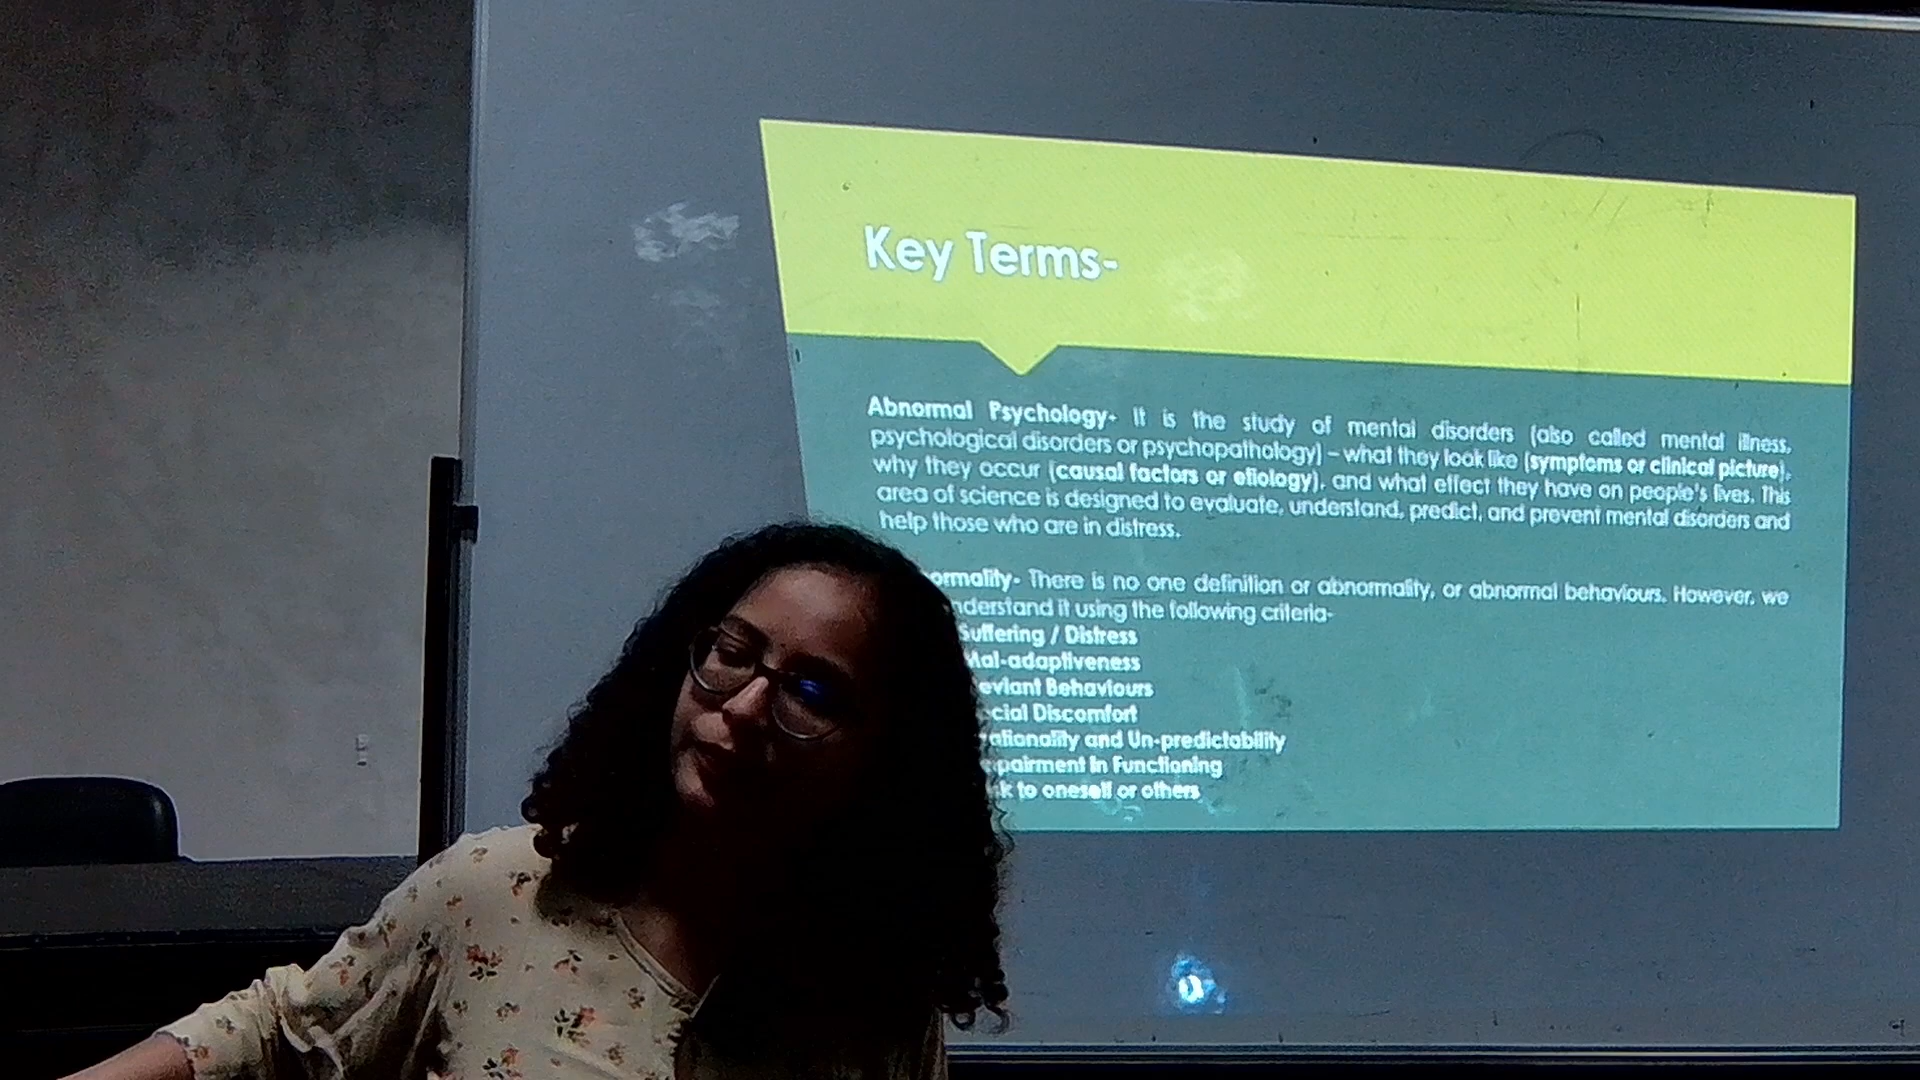 Key Terms-
Abnormal Psychology- It is the study of mental disorders (also called mental illness,
psychological disorders or psychopathology) – what they look like (symptoms or clinical picture),
why they occur (causal factors or etiology), and what effect they have on people's lives. This
area of science is designed to evaluate, understand, predict, and prevent mental disorders and
help those who are in distress.
ormality- There is no one definition or abnormality, or abnormal behaviours. However, we
nderstand it using the following criteria-
Suffering / Distress
Mal-adaptiveness
eviant Behaviours
cial Discomfort
ationality and Un-predictability
pairment in Functioning
k to oneself or others